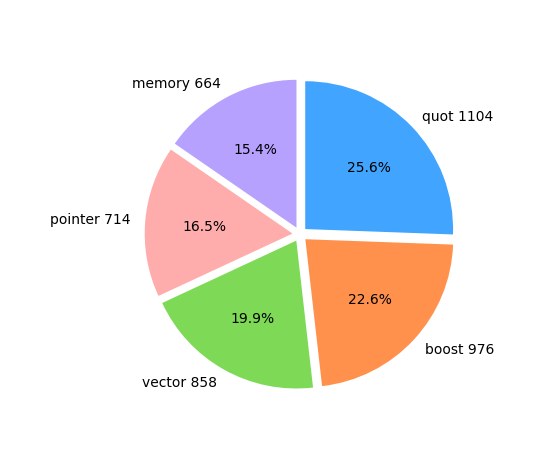 memory 664
quot 1104
15.4%
25.6%
pointer 714
16.5%
22.6%
19.9%
boost 976
vector 858